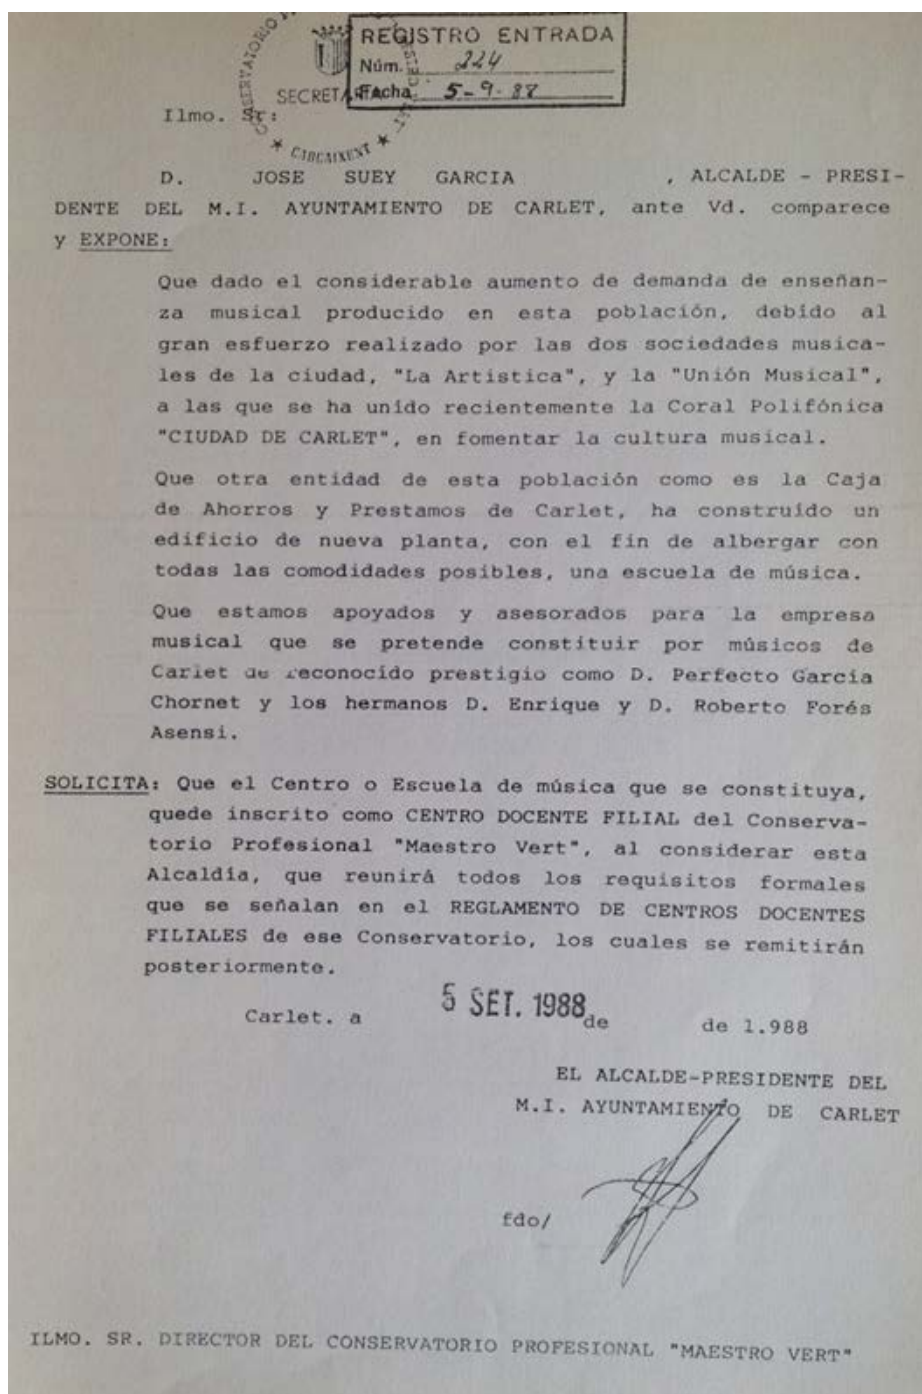 REGISTRO ENTRADA
Núm. 224
Fecha 5-9-88
CONSERVATORIO
SECRETARÍA
★ CARCAIXENT ★
Ilmo. Sr:
D. JOSE SUEY GARCIA , ALCALDE - PRESI-
DENTE DEL M.I. AYUNTAMIENTO DE CARLET, ante Vd. comparece
y EXPONE:
Que dado el considerable aumento de demanda de enseñan-
za musical producido en esta población, debido al
gran esfuerzo realizado por las dos sociedades musica-
les de la ciudad, "La Artistica", y la "Unión Musical",
a las que se ha unido recientemente la Coral Polifónica
"CIUDAD DE CARLET", en fomentar la cultura musical.
Que otra entidad de esta población como es la Caja
de Ahorros y Prestamos de Carlet, ha construido un
edificio de nueva planta, con el fin de albergar con
todas las comodidades posibles, una escuela de música.
Que estamos apoyados y asesorados para la empresa
musical que se pretende constituir por músicos de
Carlet de reconocido prestigio como D. Perfecto García
Chornet y los hermanos D. Enrique y D. Roberto Forés
Asensi.
SOLICITA: Que el Centro o Escuela de música que se constituya,
quede inscrito como CENTRO DOCENTE FILIAL del Conserva-
torio Profesional "Maestro Vert", al considerar esta
Alcaldía, que reunirá todos los requisitos formales
que se señalan en el REGLAMENTO DE CENTROS DOCENTES
FILIALES de ese Conservatorio, los cuales se remitirán
posteriormente.
Carlet. a 5 SET. 1988 de de 1.988
EL ALCALDE-PRESIDENTE DEL
M.I. AYUNTAMIENTO DE CARLET
fdo/
ILMO. SR. DIRECTOR DEL CONSERVATORIO PROFESIONAL "MAESTRO VERT"